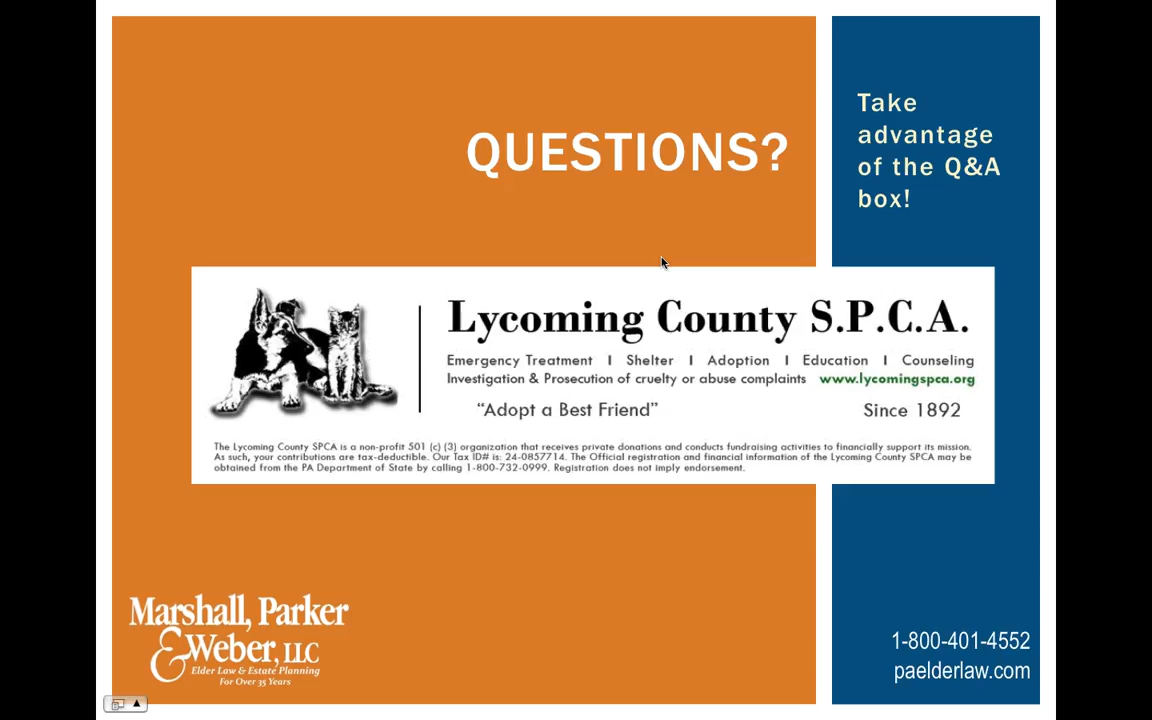 QUESTIONS?
Take
advantage
of the Q&A
box!
Lycoming County S.P.C.A.
Emergency Treatment I Shelter I Adoption I Education I Counseling
Investigation & Prosecution of cruelty or abuse complaints www.lycomingspca.org
“Adopt a Best Friend” Since 1892
The Lycoming County SPCA is a non-profit 501 (c) (3) organization that receives private donations and conducts fundraising activities to financially support its mission.
As such, your contributions are tax-deductible. Our Tax ID# is: 24-0857714. The Official registration and financial information of the Lycoming County SPCA may be
obtained from the PA Department of State by calling 1-800-732-0999. Registration does not imply endorsement.
Marshall, Parker
& Weber, LLC
Elder Law & Estate Planning
For Over 35 Years
1-800-401-4552
paelderlaw.com